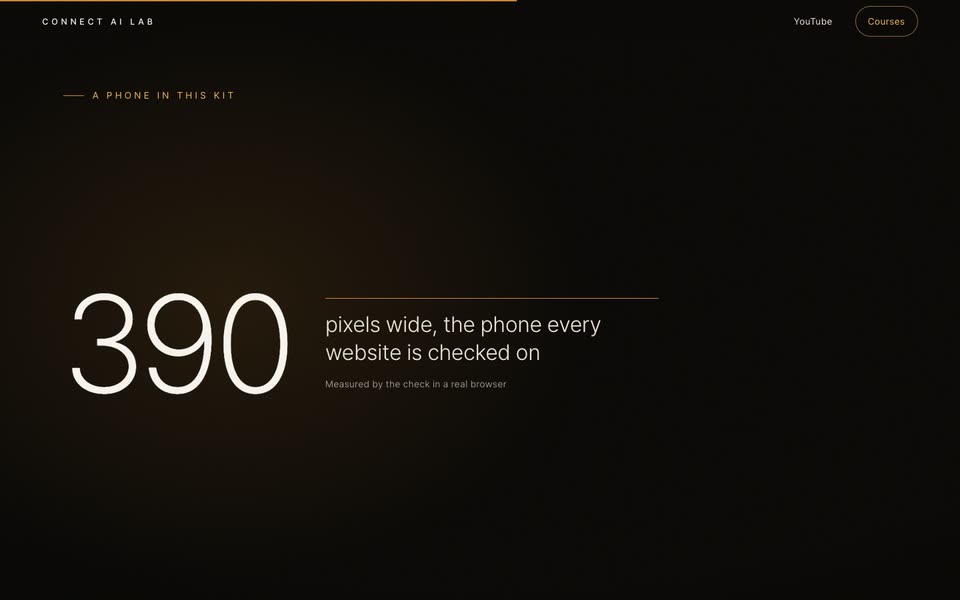 CONNECT AI LAB
YouTube
Courses
A PHONE IN THIS KIT
390
pixels wide, the phone every
website is checked on
Measured by the check in a real browser